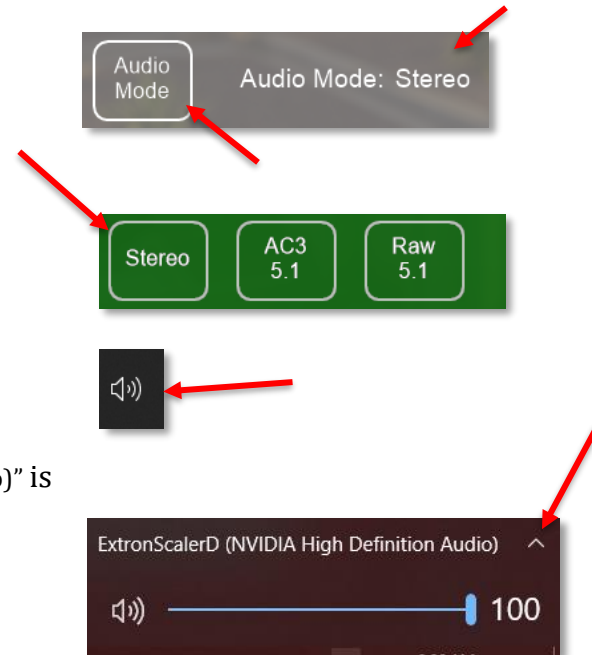 Audio
Mode
Audio Mode: Stereo
Stereo
AC3
5.1
Raw
5.1
)” is
ExtronScalerD (NVIDIA High Definition Audio)
100